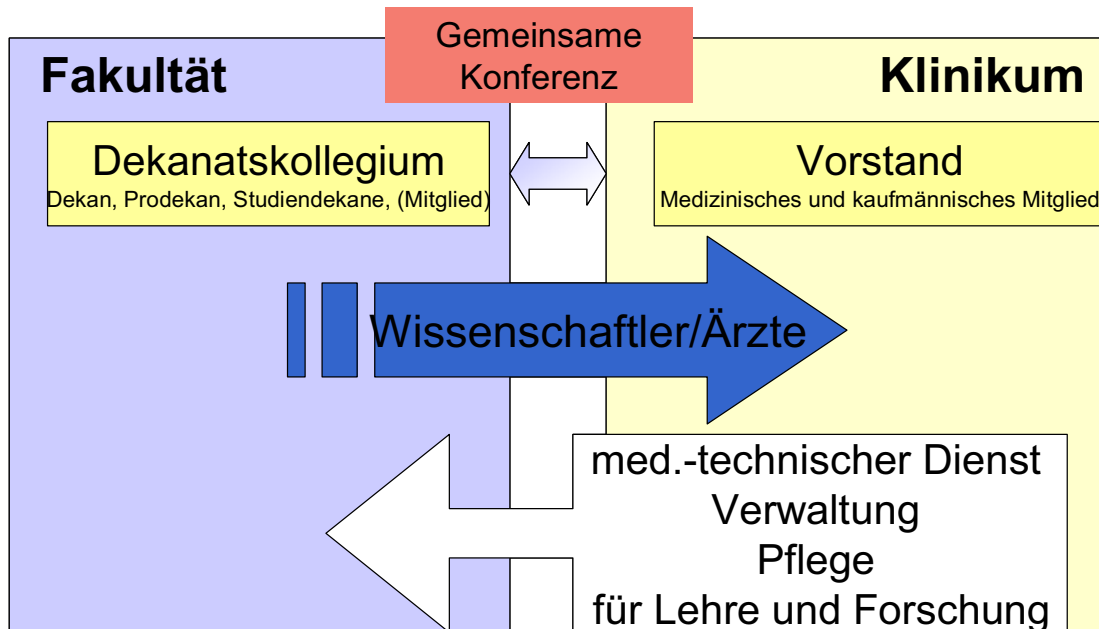 Gemeinsame
Konferenz
Fakultät
Klinikum
Dekanatskollegium
Dekan, Prodekan, Studiendekane, (Mitglied)
Vorstand
Medizinisches und kaufmännisches Mitglied
Wissenschaftler/Ärzte
med.-technischer Dienst
Verwaltung
Pflege
für Lehre und Forschung